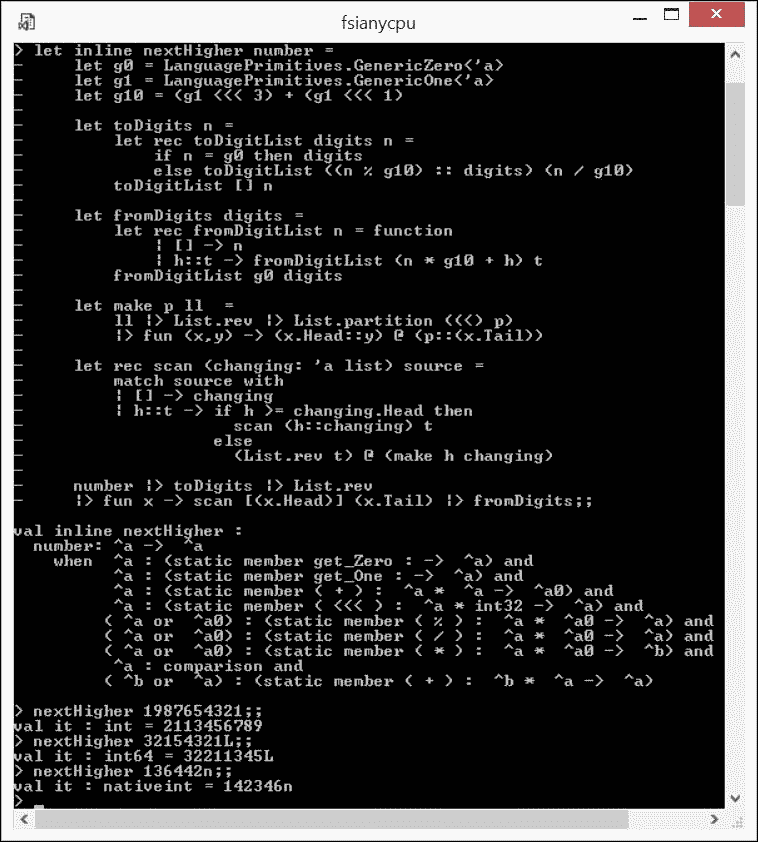 fsianycpu
> let inline nextHigher number =
-     let g0 = LanguagePrimitives.GenericZero<'a>
-     let g1 = LanguagePrimitives.GenericOne<'a>
-     let g10 = (g1 <<< 3) + (g1 <<< 1)
-
-     let toDigits n =
-         let rec toDigitList digits n =
-             if n = g0 then digits
-             else toDigitList ((n % g10) :: digits) (n / g10)
-         toDigitList [] n
-
-     let fromDigits digits =
-         let rec fromDigitList n = function
-             | [] -> n
-             | h::t -> fromDigitList (n * g10 + h) t
-         fromDigitList g0 digits
-
-     let make p ll  =
-         ll |> List.rev |> List.partition ((<) p)
-         |> fun (x,y) -> (x.Head::y) @ (p::(x.Tail))
-
-     let rec scan (changing: 'a list) source =
-         match source with
-         | [] -> changing
-         | h::t -> if h >= changing.Head then
-                     scan (h::changing) t
-                   else
-                     (List.rev t) @ (make h changing)
-
-     number |> toDigits |> List.rev
-     |> fun x -> scan [(x.Head)] (x.Tail) |> fromDigits;;
val inline nextHigher :
  number: ^a ->  ^a
    when  ^a : (static member get_Zero : ->  ^a) and
          ^a : (static member get_One : ->  ^a) and
          ^a : (static member ( + ) :  ^a *  ^a ->  ^a0) and
          ^a : (static member ( <<< ) :  ^a * int32 ->  ^a) and
         ( ^a or  ^a0) : (static member ( % ) :  ^a *  ^a0 ->  ^a) and
         ( ^a or  ^a0) : (static member ( / ) :  ^a *  ^a0 ->  ^a) and
         ( ^a or  ^a0) : (static member ( * ) :  ^a *  ^a0 ->  ^b) and
          ^a : comparison and
         ( ^b or  ^a) : (static member ( + ) :  ^b *  ^a ->  ^a)
> nextHigher 1987654321;;
val it : int = 2113456789
> nextHigher 32154321L;;
val it : int64 = 32211345L
> nextHigher 136442n;;
val it : nativeint = 142346n
>